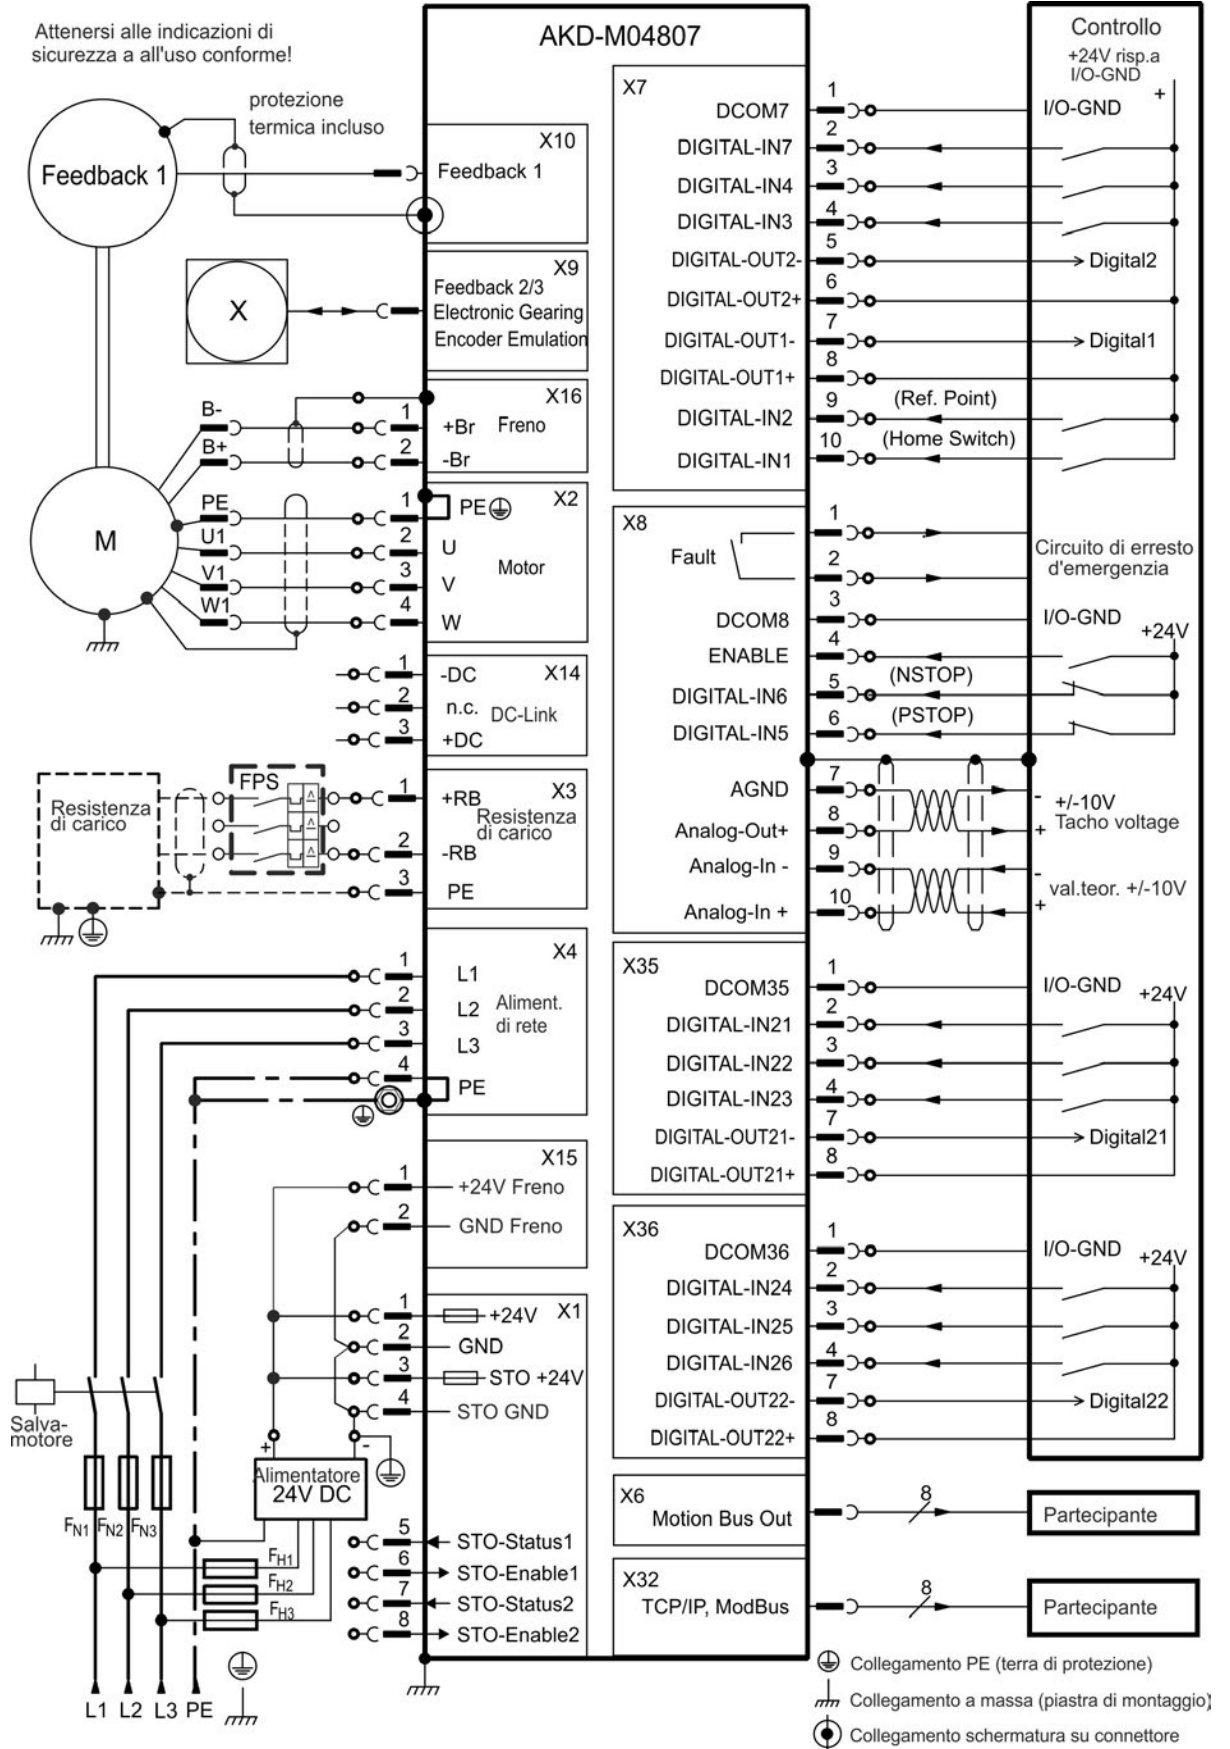 Attenersi alle indicazioni di
sicurezza a all'uso conforme!
AKD-M04807
Controllo
+24V risp.a
I/O-GND
+
protezione
termica incluso
Feedback 1
X10
Feedback 1
X
X9
Feedback 2/3
Electronic Gearing
Encoder Emulation
B-
B+
1
2
X16
+Br
Freno
-Br
M
PE
U1
V1
W1
1
2
3
4
X2
PE
U
V
W
Motor
1
2
3
X14
-DC
n.c.
DC-Link
+DC
Resistenza
di carico
FPS
1
2
3
X3
+RB
Resistenza
di carico
-RB
PE
1
2
3
4
X4
L1
L2
L3
PE
Aliment.
di rete
1
2
X15
+24V Freno
GND Freno
1
2
3
4
X1
+24V
GND
STO +24V
STO GND
Salva-
motore
+
-
Alimentatore
24V DC
FN1
FN2
FN3
FH1
FH2
FH3
5
6
7
8
STO-Status1
STO-Enable1
STO-Status2
STO-Enable2
L1
L2
L3
PE
X7
DCOM7
1
I/O-GND
DIGITAL-IN7
2
DIGITAL-IN4
3
DIGITAL-IN3
4
DIGITAL-OUT2-
5
Digital2
DIGITAL-OUT2+
6
DIGITAL-OUT1-
7
Digital1
DIGITAL-OUT1+
8
DIGITAL-IN2
9
(Ref. Point)
DIGITAL-IN1
10
(Home Switch)
X8
Fault
1
2
Circuito di erresto
d'emergenzia
DCOM8
3
I/O-GND
+24V
ENABLE
4
DIGITAL-IN6
5
(NSTOP)
DIGITAL-IN5
6
(PSTOP)
AGND
7
-
+/-10V
Tacho voltage
Analog-Out+
8
+
Analog-In -
9
-
val.teor. +/-10V
Analog-In +
10
+
X35
DCOM35
1
I/O-GND
+24V
DIGITAL-IN21
2
DIGITAL-IN22
3
DIGITAL-IN23
4
DIGITAL-OUT21-
7
Digital21
DIGITAL-OUT21+
8
X36
DCOM36
1
I/O-GND
+24V
DIGITAL-IN24
2
DIGITAL-IN25
3
DIGITAL-IN26
4
DIGITAL-OUT22-
7
Digital22
DIGITAL-OUT22+
8
X6
Motion Bus Out
8
Partecipante
X32
TCP/IP, ModBus
8
Partecipante
Collegamento PE (terra di protezione)
Collegamento a massa (piastra di montaggio)
Collegamento schermatura su connettore